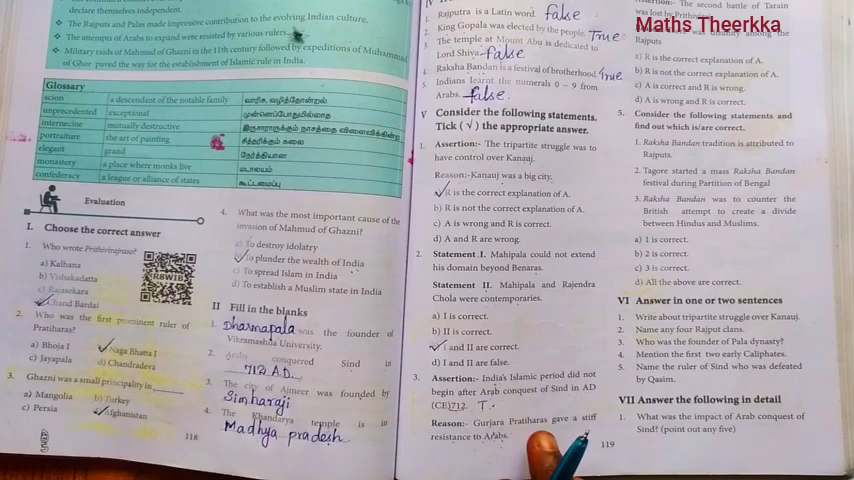 declare themselves independent.
❖ The Rajputs and Palas made impressive contribution to the evolving Indian culture.
❖ The attempts of Arabs to expand were resisted by various rulers.
❖ Military raids of Mahmud of Ghazni in the 11th century followed by expeditions of Muhammad
of Ghor paved the way for the establishment of Islamic rule in India.
Glossary
scion a descendant of the notable family வாரிசு, வழித்தோன்றல்
unprecedented exceptional முன்னெப்போதுமில்லாத
internecine mutually destructive இருசாராருக்கும் நாசத்தை விளைவிக்கின்ற
portraiture the art of painting சித்தரிக்கும் கலை
elegant grand நேர்த்தியான
monastery a place where monks live மடாலயம்
confederacy a league or alliance of states கூட்டமைப்பு
Evaluation
I. Choose the correct answer
1. Who wrote Prithivirajraso?
a) Kalhana
b) Vishakadatta
c) Rajasekara
d) Chand Bardai
R8W1B
2. Who was the first prominent ruler of
Pratiharas?
a) Bhoja I b) Naga Bhatta I
c) Jayapala d) Chandradeva
3. Ghazni was a small principality in
a) Mangolia b) Turkey
c) Persia d) Afghanistan
118
4. What was the most important cause of the
invasion of Mahmud of Ghazni?
a) To destroy idolatry
b) To plunder the wealth of India
c) To spread Islam in India
d) To establish a Muslim state in India
II Fill in the blanks
1. Dharmapala was the founder of
Vikramashila University.
2. Arabs conquered Sind in
712 A.D.
3. The city of Ajmeer was founded by
Simharaji
4. The Khandarya temple is in
Madhya pradesh
IV
1. Rajputra is a Latin word. false
2. King Gopala was elected by the people. True
3. The temple at Mount Abu is dedicated to
Lord Shiva. false
4. Raksha Bandan is a festival of brotherhood. True
5. Indians learnt the numerals 0 – 9 from
Arabs. false.
V Consider the following statements.
Tick (√) the appropriate answer.
1. Assertion: The tripartite struggle was to
have control over Kanauj.
Reason:-Kanauj was a big city.
a) R is the correct explanation of A.
b) R is not the correct explanation of A.
c) A is wrong and R is correct.
d) A and R are wrong.
2. Statement I. Mahipala could not extend
his domain beyond Benaras.
Statement II. Mahipala and Rajendra
Chola were contemporaries.
a) I is correct.
b) II is correct.
c) I and II are correct.
d) I and II are false.
3. Assertion: India's Islamic period did not
begin after Arab conquest of Sind in AD
(CE)712. T.
Reason: Gurjara Pratiharas gave a stiff
resistance to Arabs.
119
The second battle of Tarain
was lost by Prithiviraj
Maths Theerkka
was disunity among the
Rajputs
a) R is the correct explanation of A.
b) R is not the correct explanation of A.
c) A is correct and R is wrong.
d) A is wrong and R is correct.
5. Consider the following statements and
find out which is/are correct.
1. Raksha Bandan tradition is attributed to
Rajputs.
2. Tagore started a mass Raksha Bandan
festival during Partition of Bengal
3. Raksha Bandan was to counter the
British attempt to create a divide
between Hindus and Muslims.
a) 1 is correct.
b) 2 is correct.
c) 3 is correct.
d) All the above are correct.
VI Answer in one or two sentences
1. Write about tripartite struggle over Kanauj.
2. Name any four Rajput clans.
3. Who was the founder of Pala dynasty?
4. Mention the first two early Caliphates.
5. Name the ruler of Sind who was defeated
by Qasim.
VII Answer the following in detail
1. What was the impact of Arab conquest of
Sind? (point out any five)